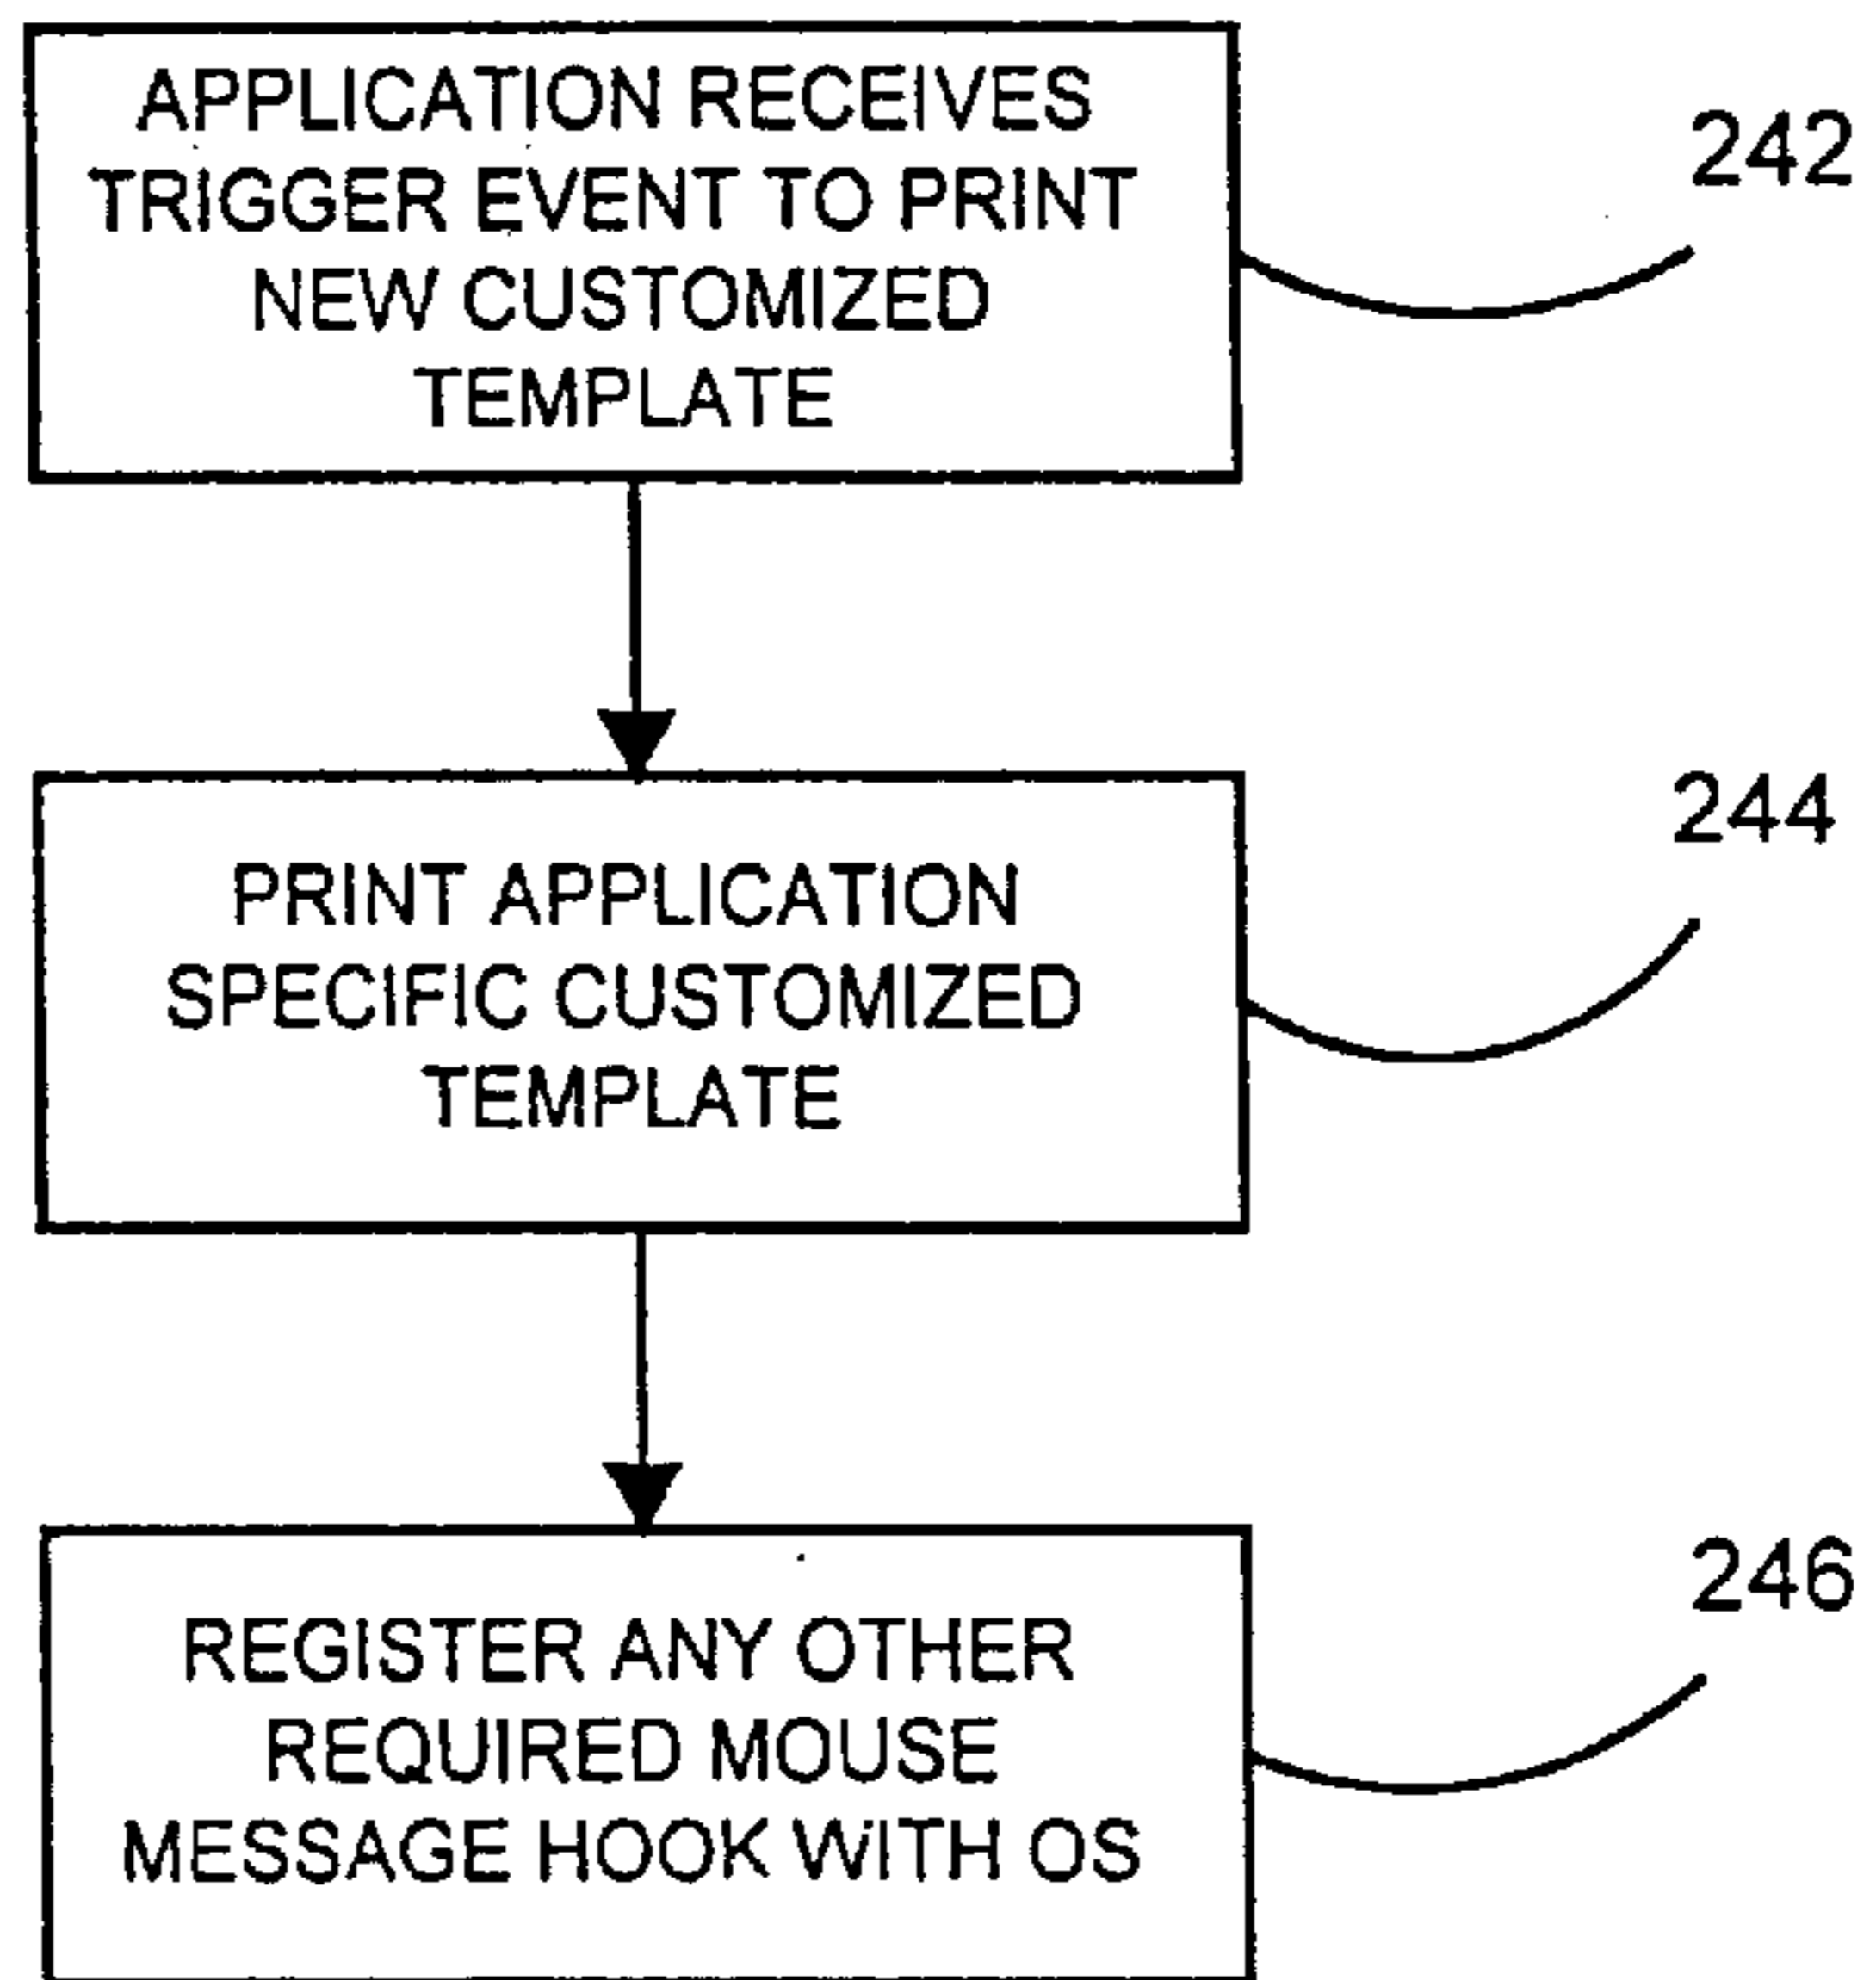 APPLICATION RECEIVES
TRIGGER EVENT TO PRINT
NEW CUSTOMIZED
TEMPLATE
242
PRINT APPLICATION
SPECIFIC CUSTOMIZED
TEMPLATE
244
REGISTER ANY OTHER
REQUIRED MOUSE
MESSAGE HOOK WITH OS
246